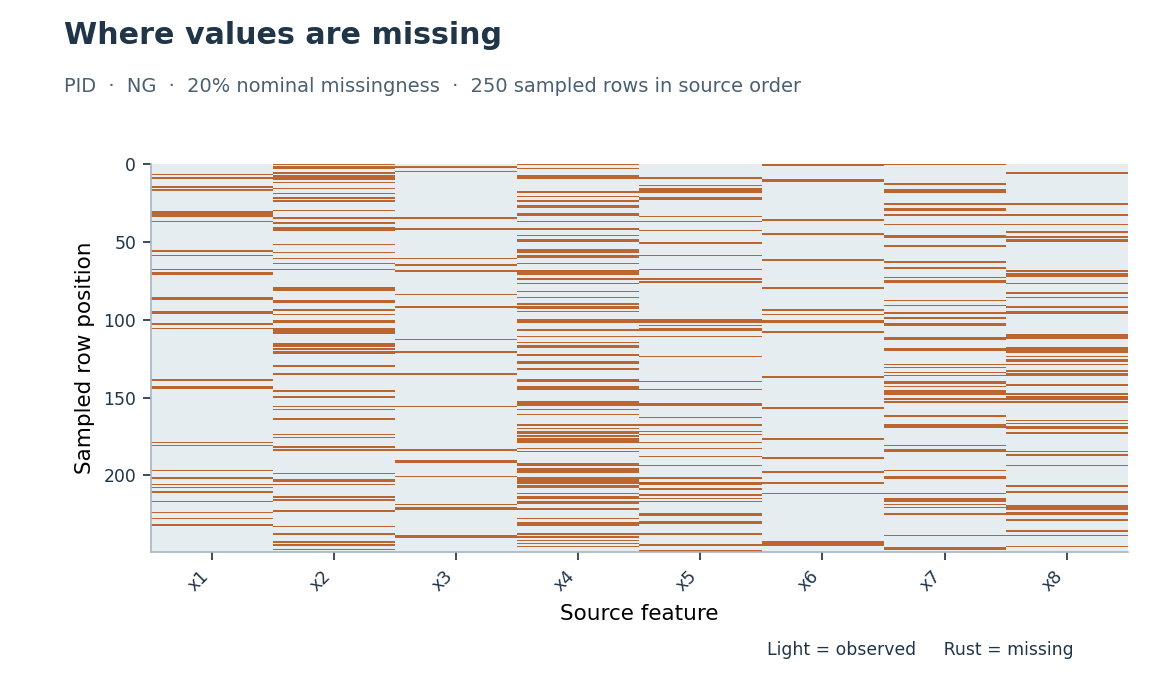 Where values are missing
PID · NG · 20% nominal missingness · 250 sampled rows in source order
0
50
100
150
200
Sampled row position
x1 x2 x3 x4 x5 x6 x7 x8
Source feature
Light = observed Rust = missing